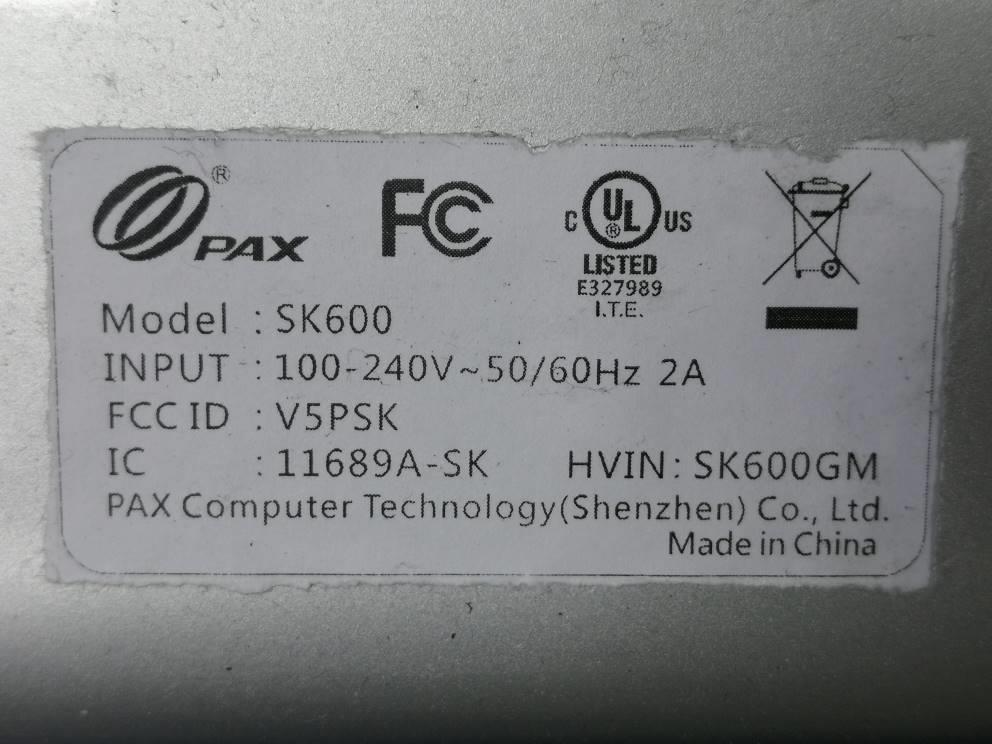 ® PAX
FC
C UL® US
LISTED
E327989
I.T.E.
Model : SK600
INPUT : 100-240V~50/60Hz 2A
FCC ID : V5PSK
IC : 11689A-SK HVIN: SK600GM
PAX Computer Technology(Shenzhen) Co., Ltd.
Made in China